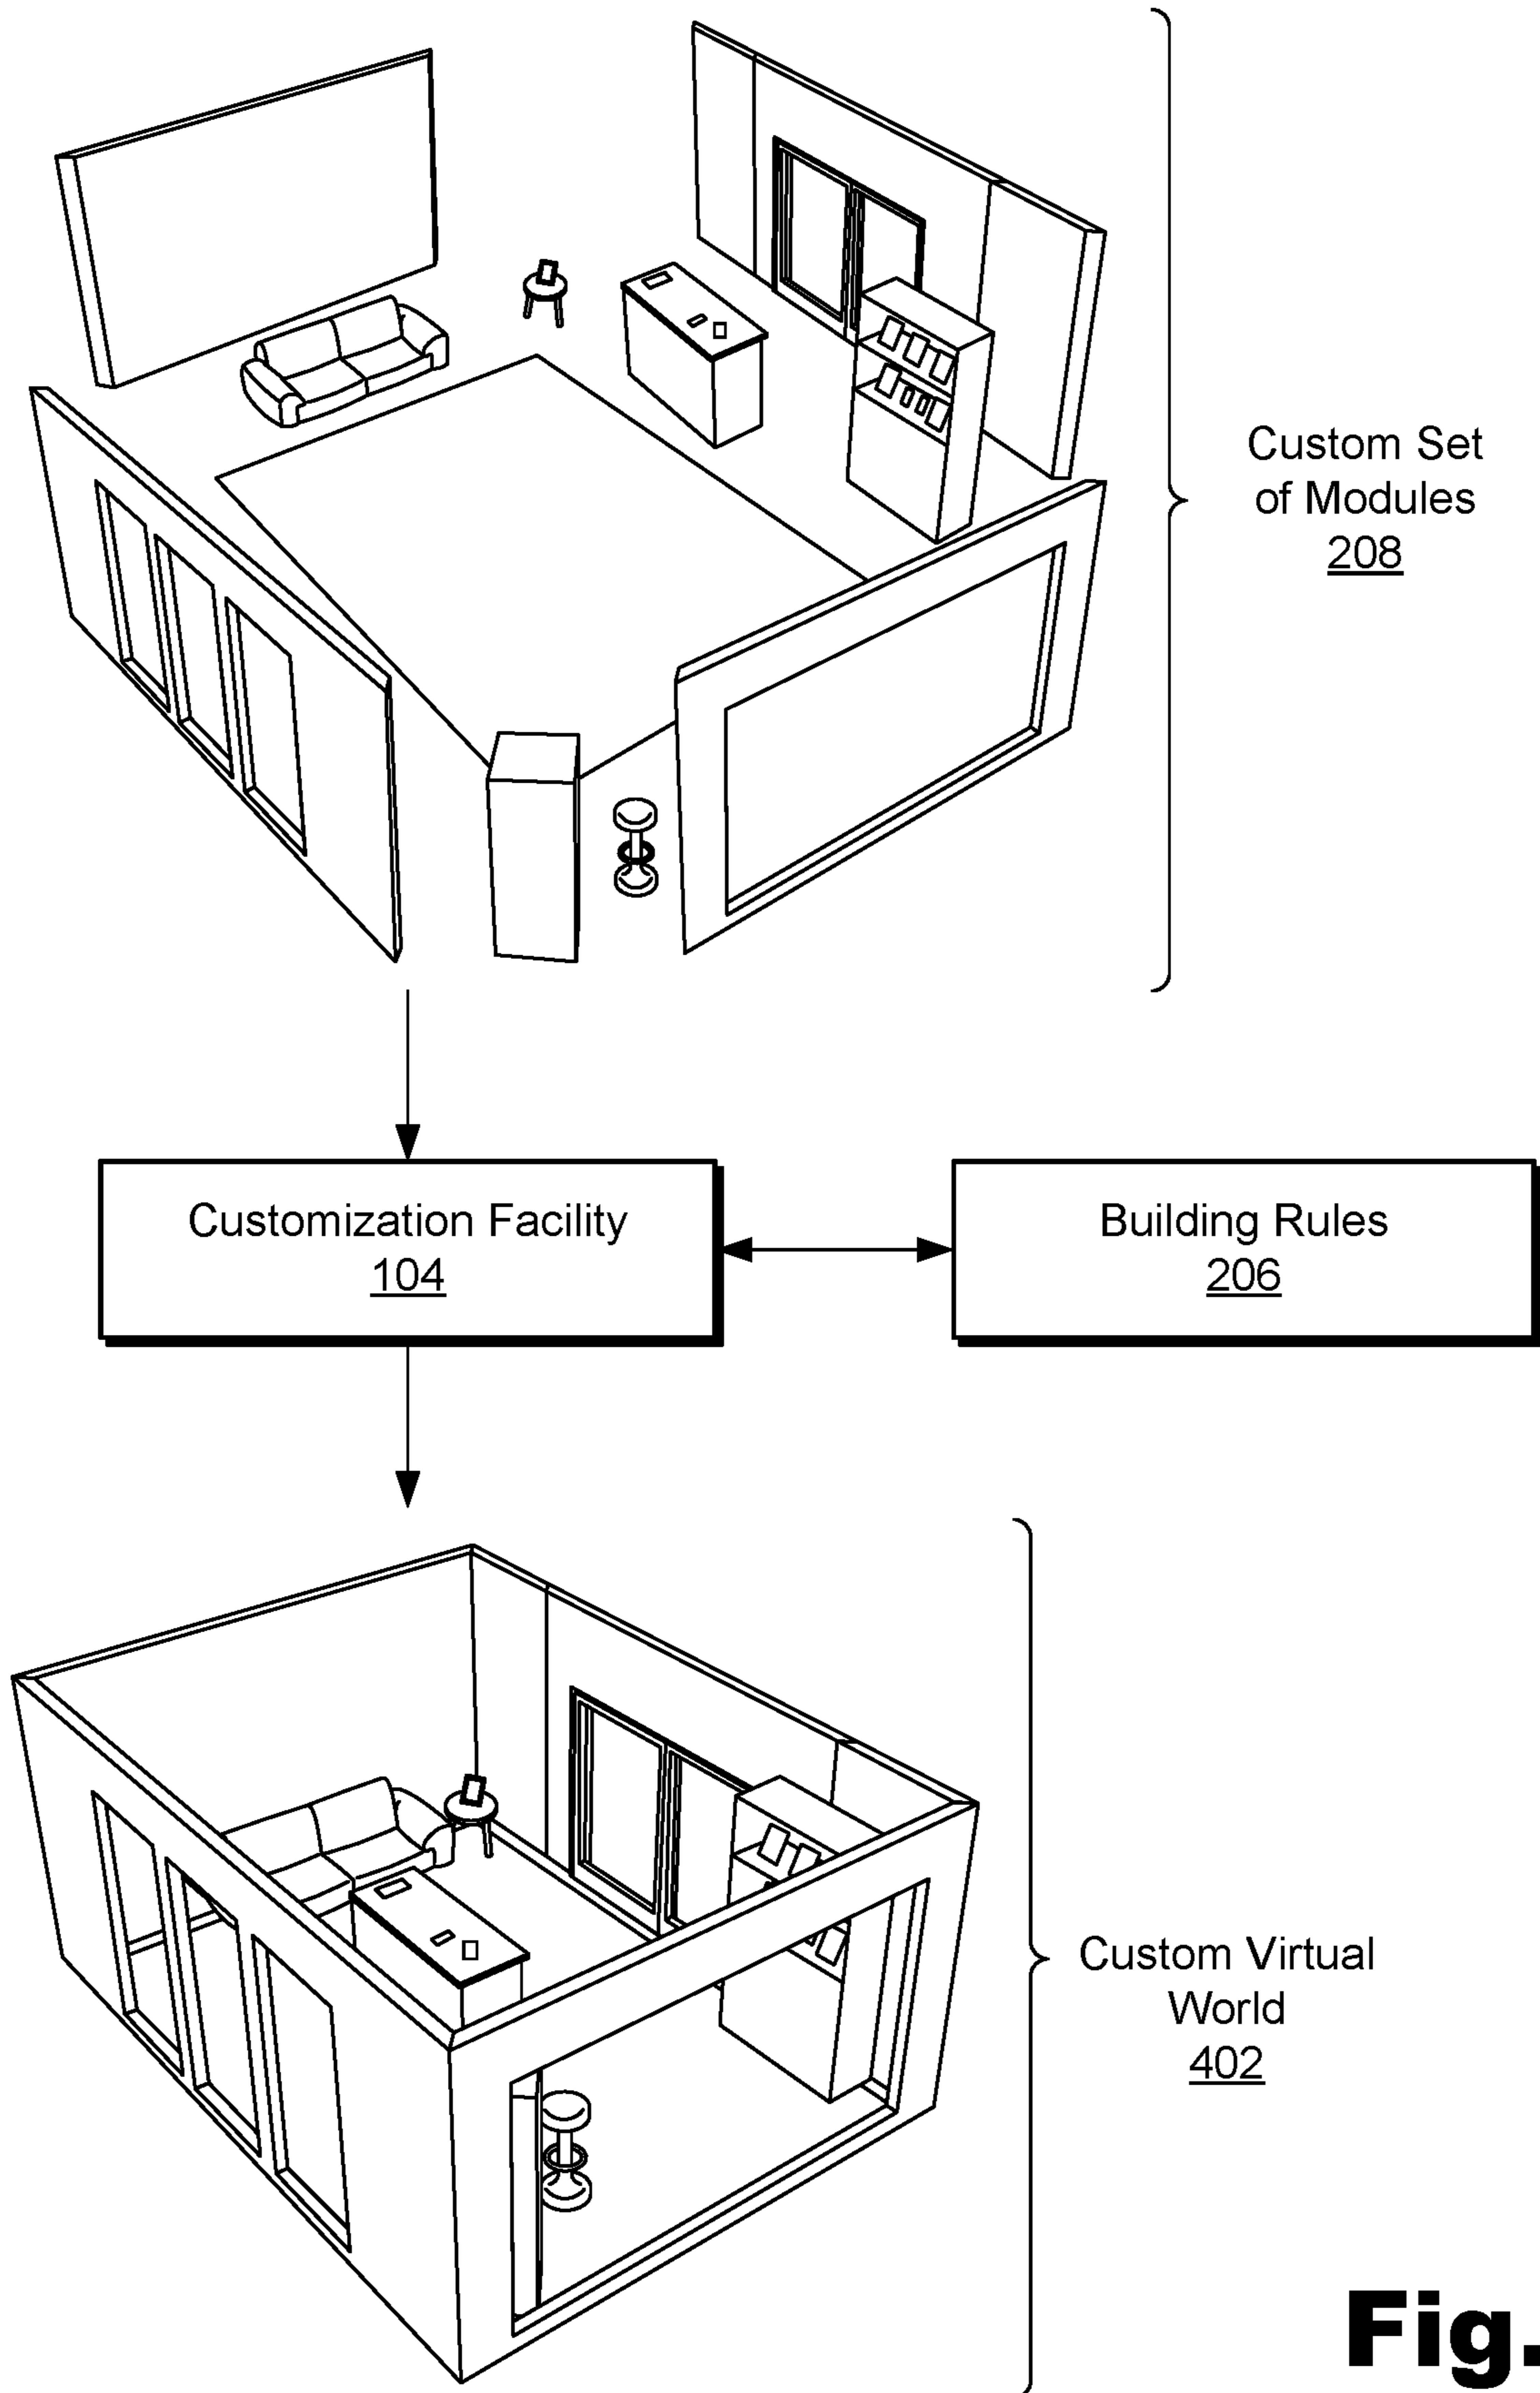 Custom Set
of Modules
208
Customization Facility
104
Building Rules
206
Custom Virtual
World
402
Fig.